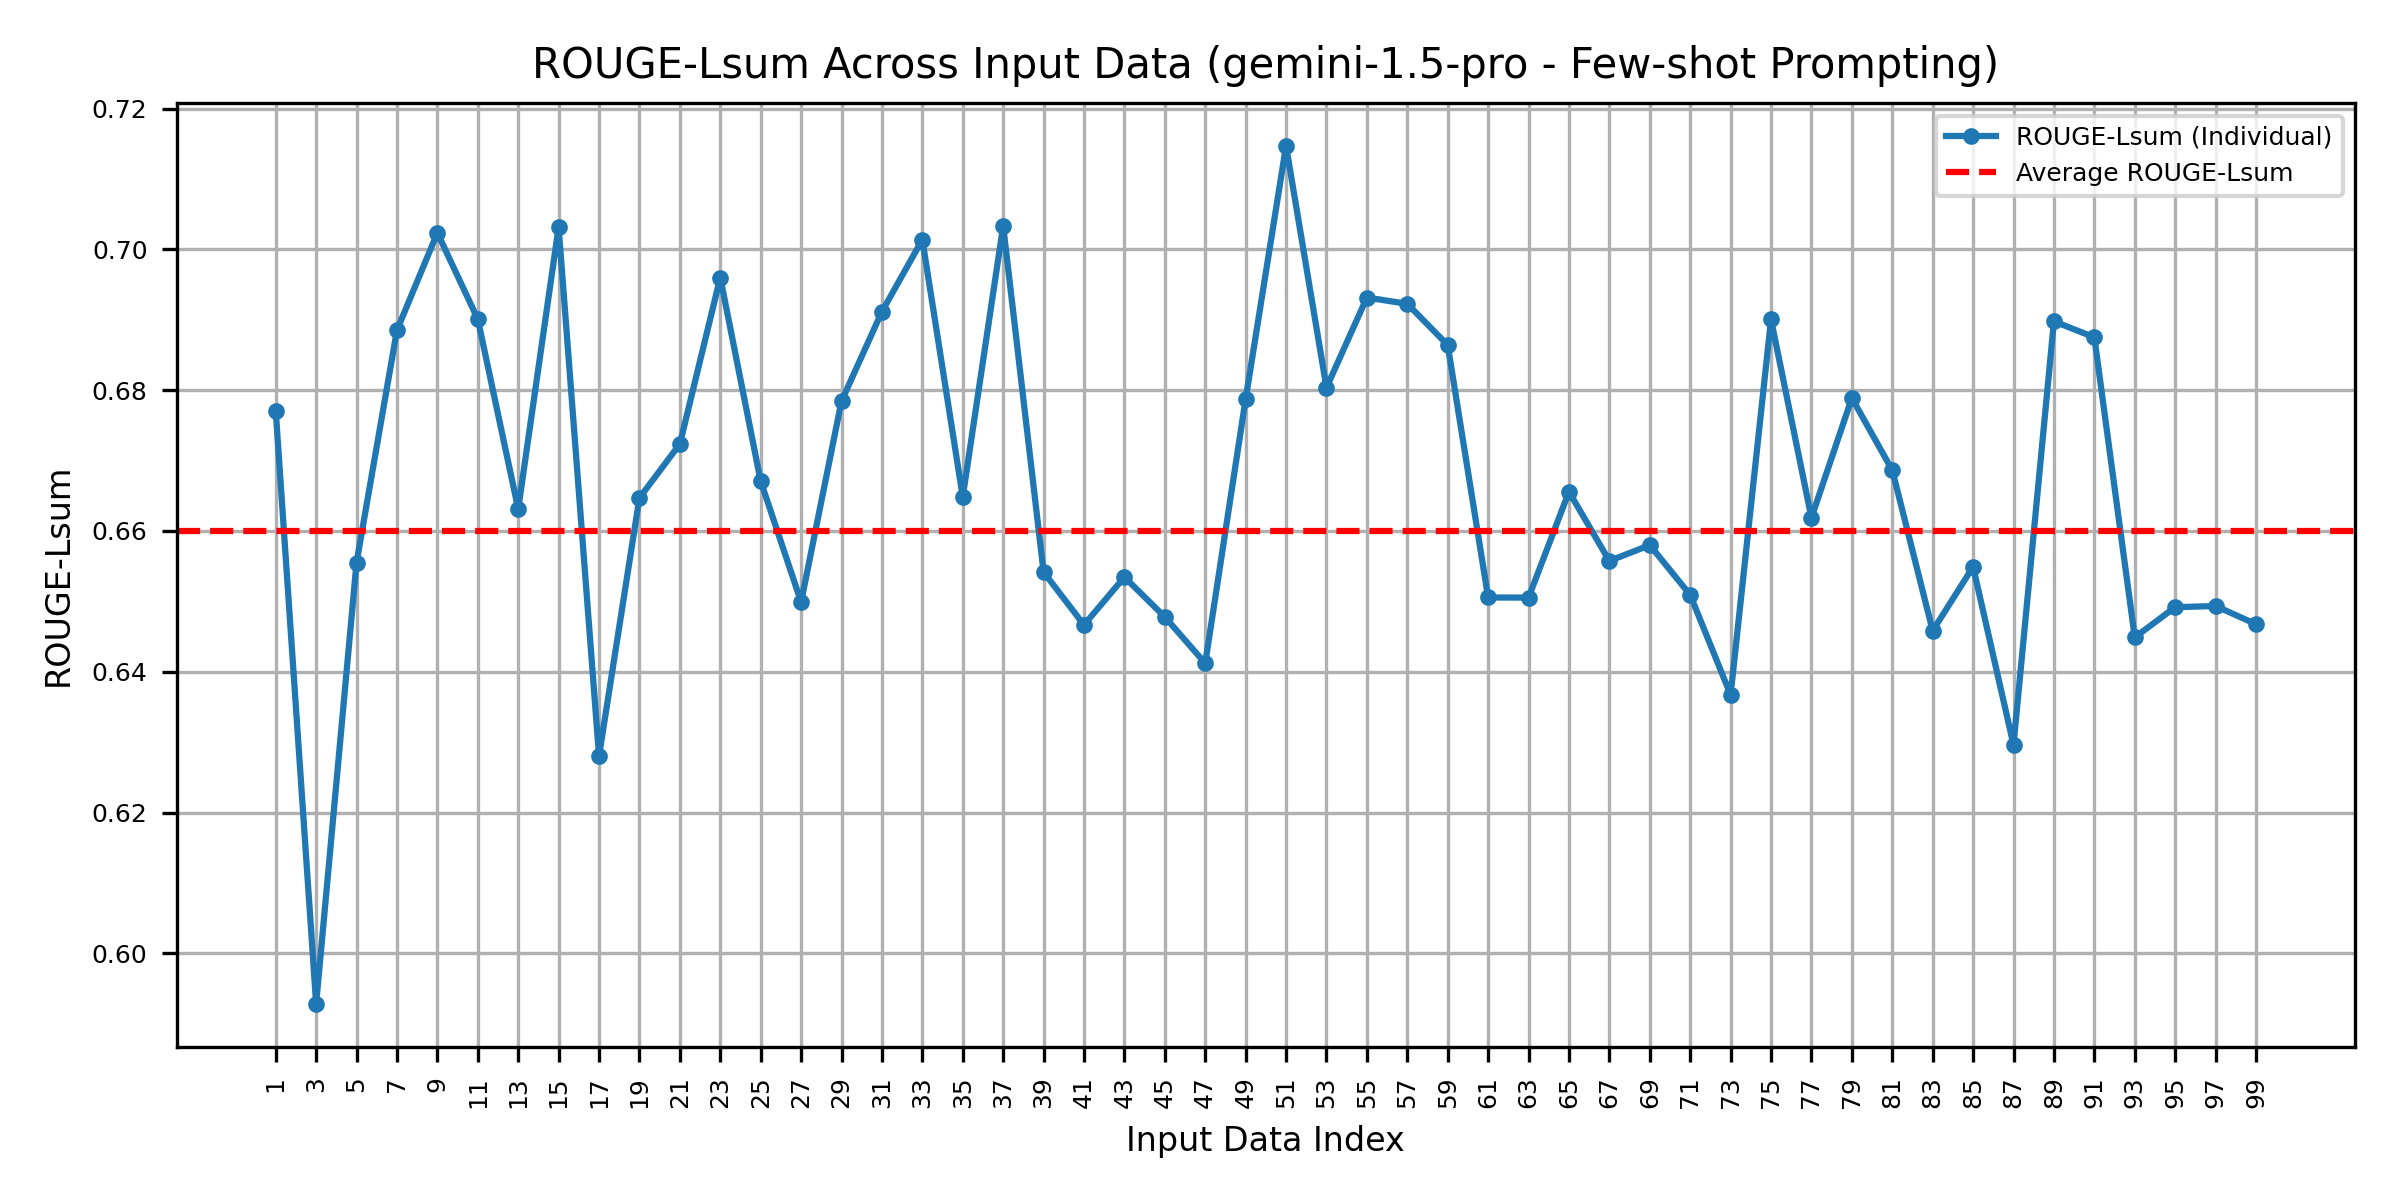 ROUGE-Lsum Across Input Data (gemini-1.5-pro - Few-shot Prompting)
ROUGE-Lsum (Individual)
Average ROUGE-Lsum
ROUGE-Lsum
0.72
0.70
0.68
0.66
0.64
0.62
0.60
1 3 5 7 9 11 13 15 17 19 21 23 25 27 29 31 33 35 37 39 41 43 45 47 49 51 53 55 57 59 61 63 65 67 69 71 73 75 77 79 81 83 85 87 89 91 93 95 97 99
Input Data Index